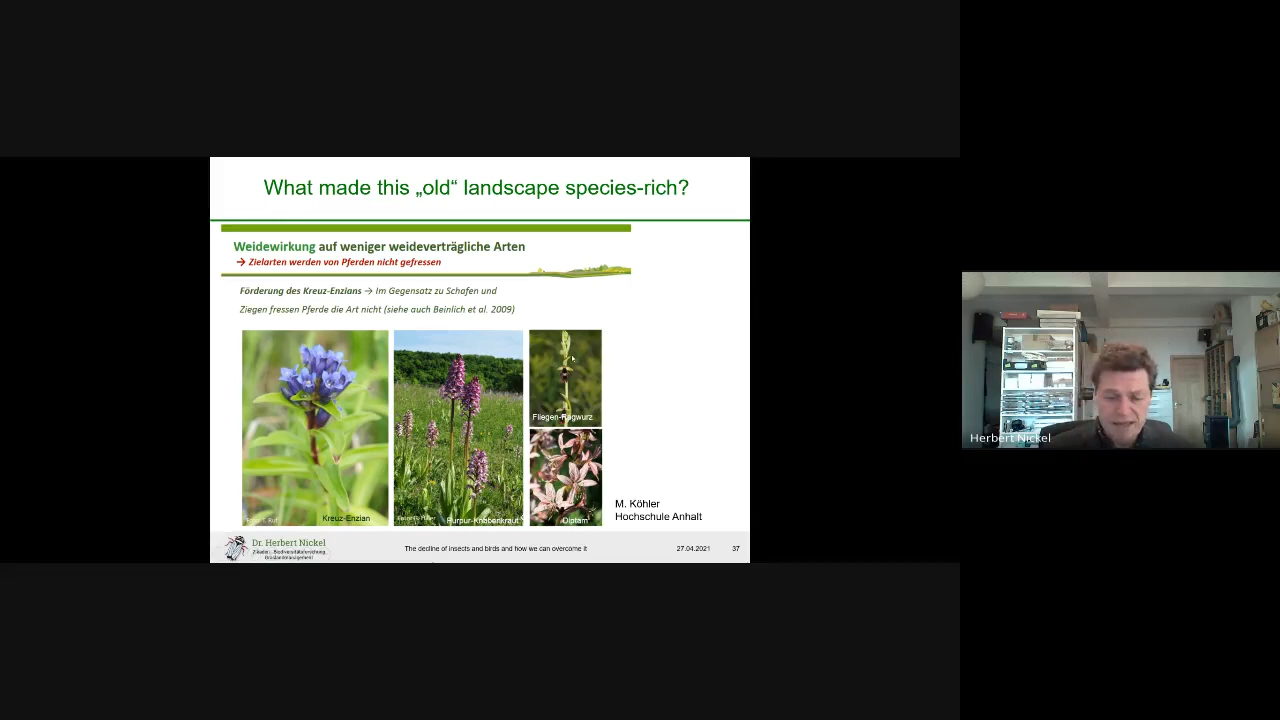 What made this „old“ landscape species-rich?
Weidewirkung auf weniger weideverträgliche Arten
→ Zielarten werden von Pferden nicht gefressen
Förderung des Kreuz-Enzians → Im Gegensatz zu Schafen und
Ziegen fressen Pferde die Art nicht (siehe auch Beinlich et al. 2009)
Fliegen-Ragwurz
Kreuz-Enzian
Purpur-Knabenkraut
Diptam
M. Köhler
Hochschule Anhalt
Dr. Herbert Nickel
Zikaden, Biodiversitätsforschung,
Graslandmanagement
The decline of insects and birds and how we can overcome it
27.04.2021
37
Herbert Nickel